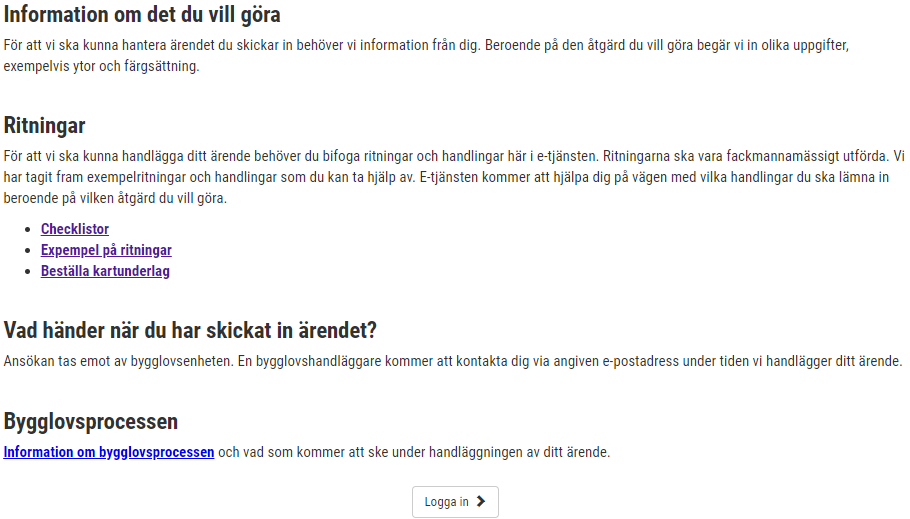 Information om det du vill göra
För att vi ska kunna hantera ärendet du skickar in behöver vi information från dig. Beroende på den åtgärd du vill göra begär vi in olika uppgifter,
exempelvis ytor och färgsättning.
Ritningar
För att vi ska kunna handlägga ditt ärende behöver du bifoga ritningar och handlingar här i e-tjänsten. Ritningarna ska vara fackmannamässigt utförda. Vi
har tagit fram exempelritningar och handlingar som du kan ta hjälp av. E-tjänsten kommer att hjälpa dig på vägen med vilka handlingar du ska lämna in
beroende på vilken åtgärd du vill göra.
Checklistor
Expempel på ritningar
Beställa kartunderlag
Vad händer när du har skickat in ärendet?
Ansökan tas emot av bygglovsenheten. En bygglovshandläggare kommer att kontakta dig via angiven e-postadress under tiden vi handlägger ditt ärende.
Bygglovsprocessen
Information om bygglovsprocessen och vad som kommer att ske under handläggningen av ditt ärende.
Logga in